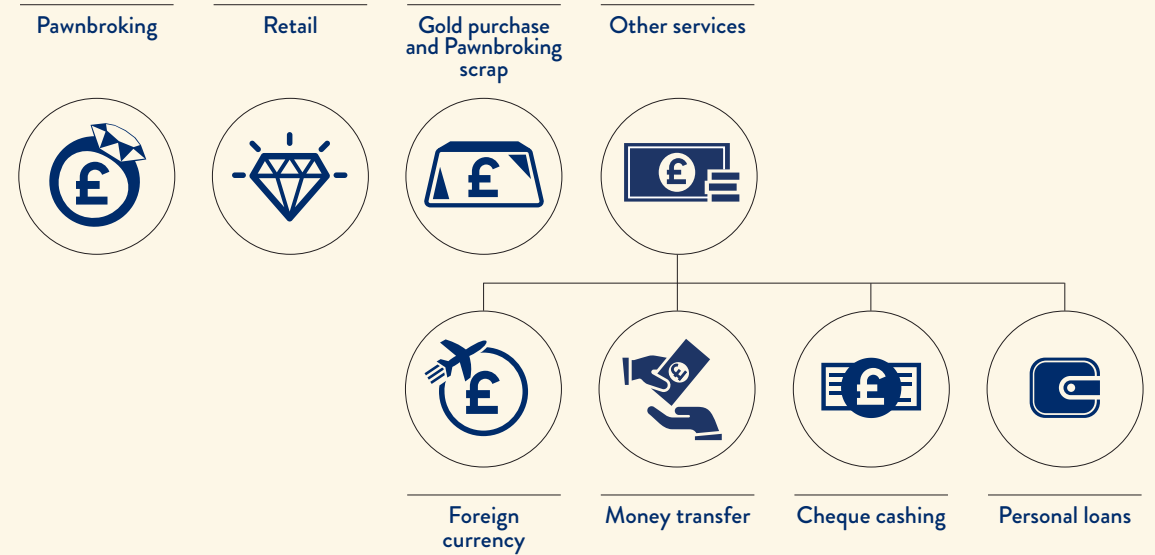 Pawnbroking
Retail
Gold purchase
and Pawnbroking
scrap
Other services
£
£
£
£
£
£
Foreign
currency
Money transfer
Cheque cashing
Personal loans